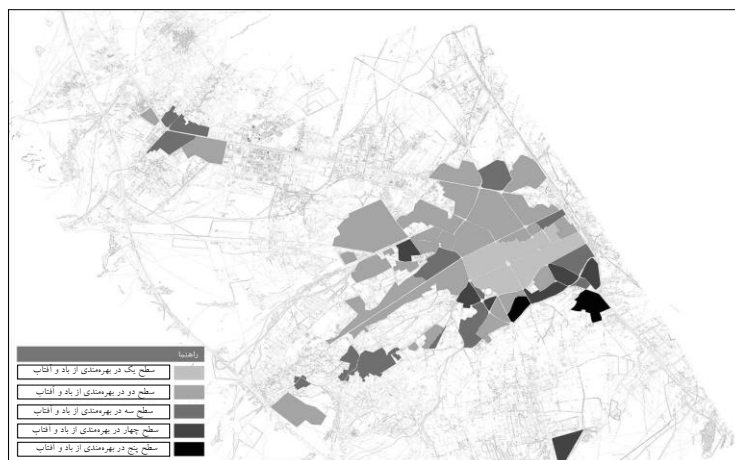 راهنما
سطح یک در بهره‌مندی از باد و آفتاب
سطح دو در بهره‌مندی از باد و آفتاب
سطح سه در بهره‌مندی از باد و آفتاب
سطح چهار در بهره‌مندی از باد و آفتاب
سطح پنج در بهره‌مندی از باد و آفتاب